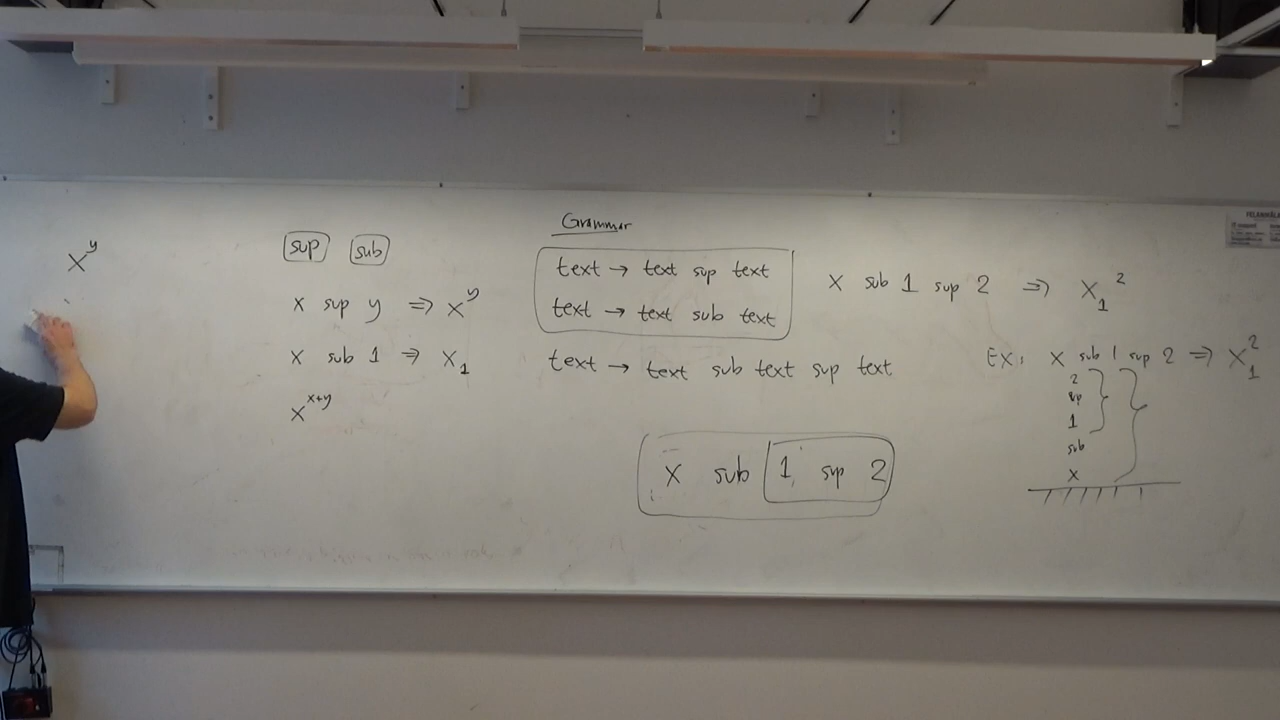 x^y
sup sub
x sup y ⇒ x^y
x sub 1 ⇒ x_1
x^{x+y}
Grammar
text → text sup text
text → text sub text
text → text sub text sup text
x sub 1 sup 2
x sub 1 sup 2 ⇒ x_1^2
Ex: x sub 1 sup 2 ⇒ x_1^2
2
sup
1
sub
x
FELANMÄLA